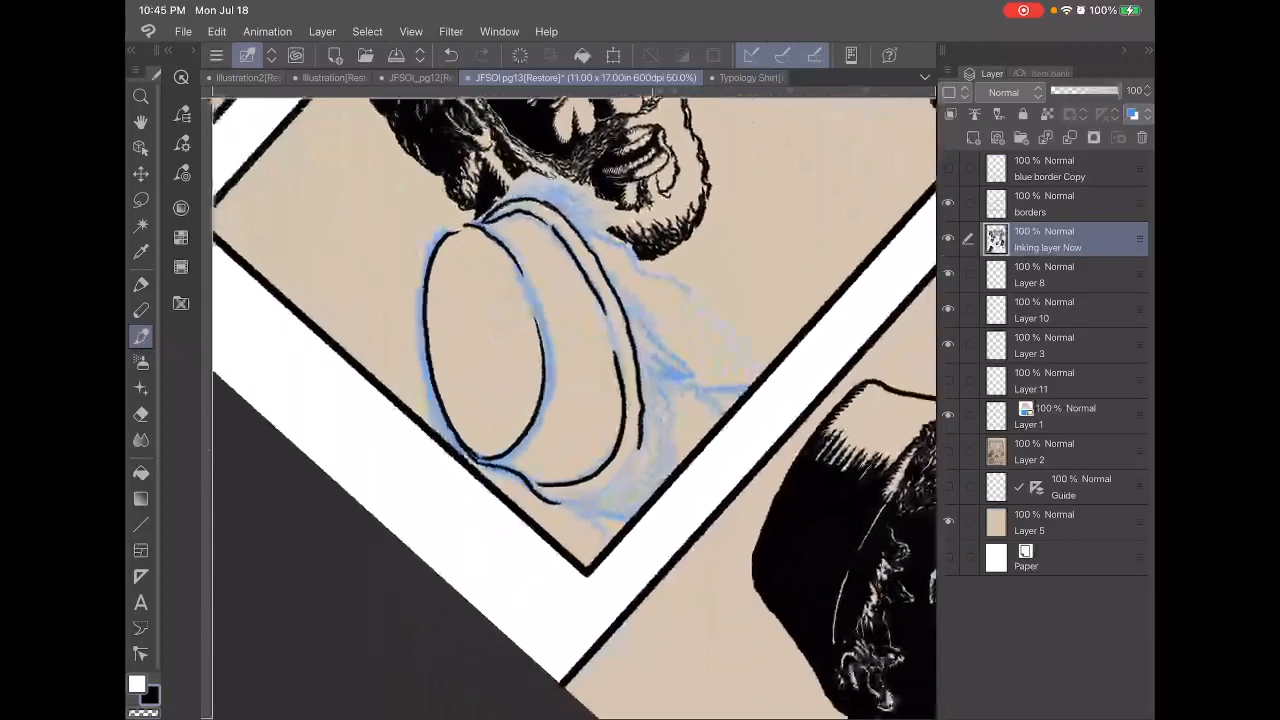 10:45 PM Mon Jul 18
100%
File Edit Animation Layer Select View Filter Window Help
Illustration2[Re Illustration[Res JFSOI_pg12[R JFSOI pg13[Restore]* (11.00 x 17.00in 600dpi 50.0%) Typology Shirt[
Layer Item bank
Normal 100
100 % Normal
blue border Copy
100 % Normal
borders
100 % Normal
Inking layer Now
100 % Normal
Layer 8
100 % Normal
Layer 10
100 % Normal
Layer 3
100 % Normal
Layer 11
100 % Normal
Layer 1
100 % Normal
Layer 2
100 % Normal
Guide
100 % Normal
Layer 5
Paper